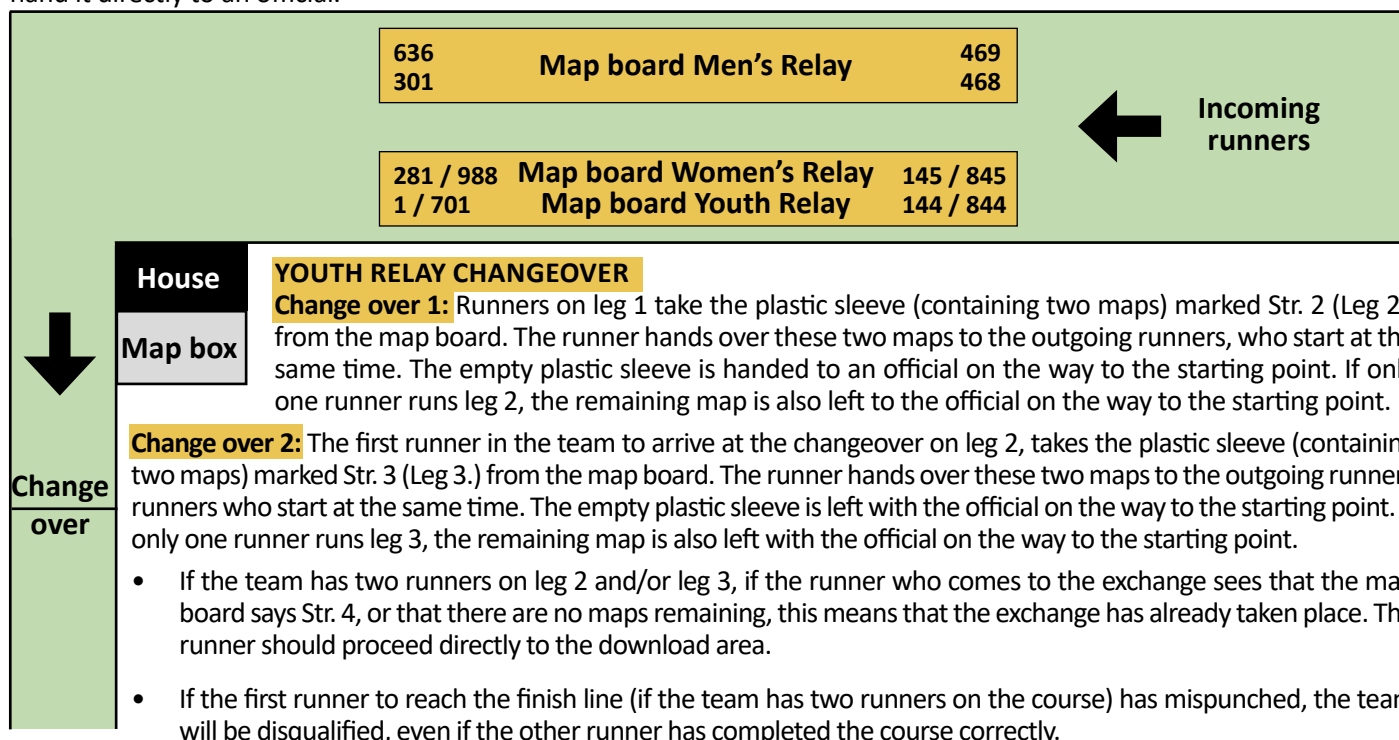 hand it directly to an official.
636 Map board Men's Relay 469
301 468
Incoming
runners
281 / 988 Map board Women's Relay 145 / 845
1 / 701 Map board Youth Relay 144 / 844
House
Map box
YOUTH RELAY CHANGEOVER
Change over 1: Runners on leg 1 take the plastic sleeve (containing two maps) marked Str. 2 (Leg 2
from the map board. The runner hands over these two maps to the outgoing runners, who start at th
same time. The empty plastic sleeve is handed to an official on the way to the starting point. If onl
one runner runs leg 2, the remaining map is also left to the official on the way to the starting point.
Change over 2: The first runner in the team to arrive at the changeover on leg 2, takes the plastic sleeve (containin
two maps) marked Str. 3 (Leg 3.) from the map board. The runner hands over these two maps to the outgoing runner
runners who start at the same time. The empty plastic sleeve is left with the official on the way to the starting point.
only one runner runs leg 3, the remaining map is also left with the official on the way to the starting point.
Change
over
• If the team has two runners on leg 2 and/or leg 3, if the runner who comes to the exchange sees that the ma
board says Str. 4, or that there are no maps remaining, this means that the exchange has already taken place. Th
runner should proceed directly to the download area.
• If the first runner to reach the finish line (if the team has two runners on the course) has mispunched, the tea
will be disqualified, even if the other runner has completed the course correctly.